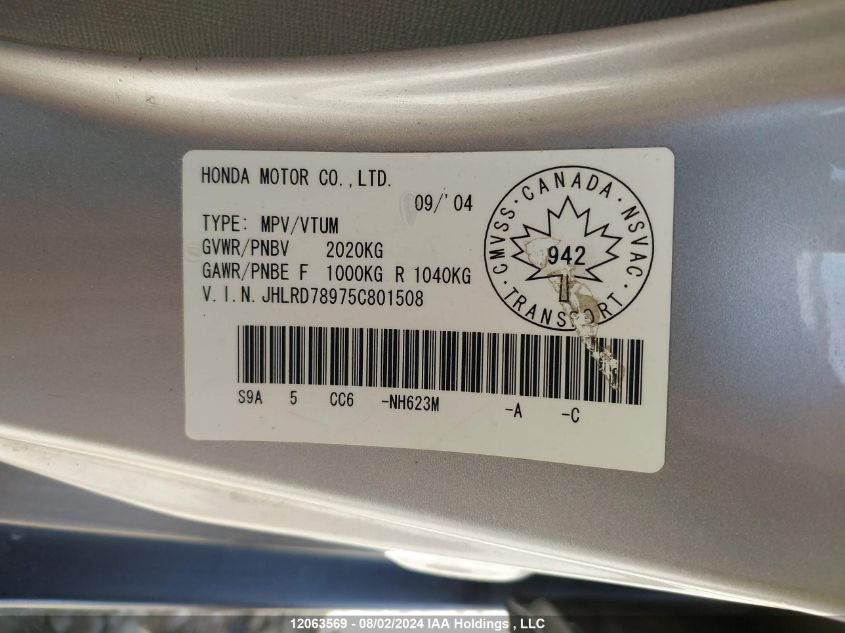 HONDA MOTOR CO.,LTD.
09/'04
TYPE: MPV/VTUM
GVWR/PNBV 2020KG
GAWR/PNBE F 1000KG R 1040KG
V.I.N. JHLRD78975C801508
CMVSS · CANADA · NSVAC · TRANSPORT ·
942
S9A 5 CC6 -NH623M -A -C
12063569 - 08/02/2024 IAA Holdings , LLC